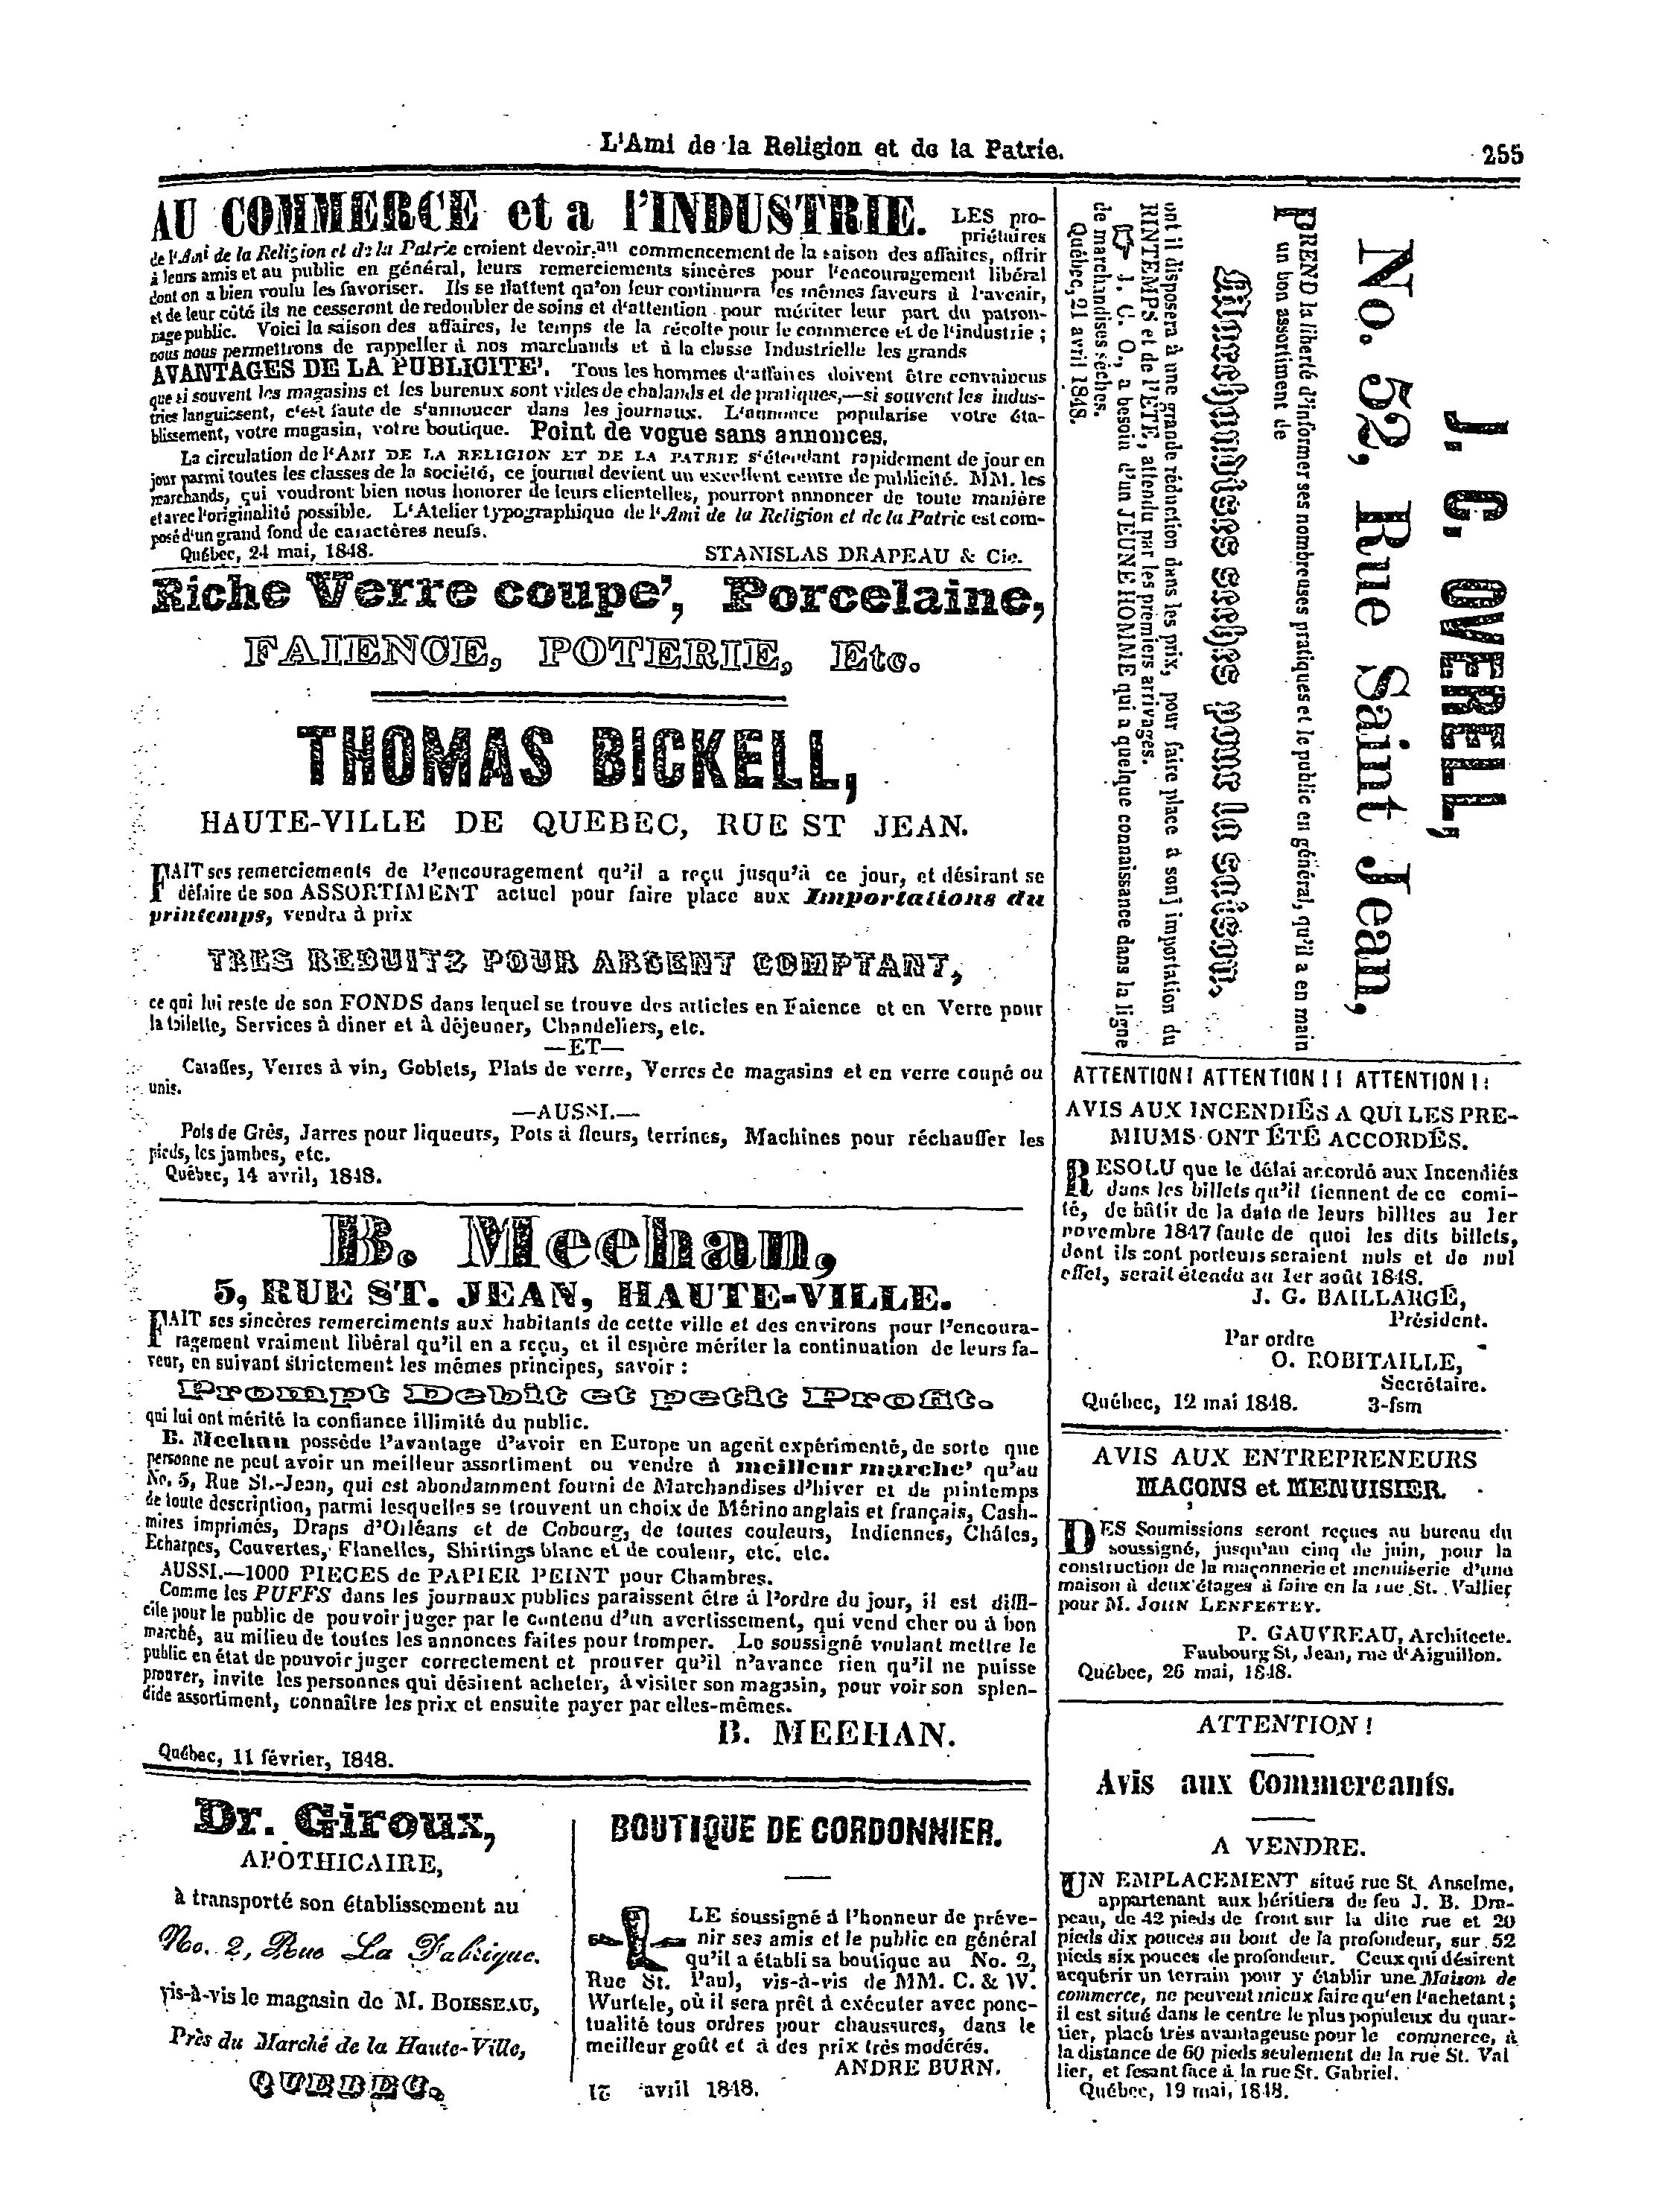 L'Ami de la Religion et de la Patrie.
255
AU COMMERCE et a l'INDUSTRIE. LES pro-
priétaires
de l'Ami de la Religion et de la Patrie croient devoir, au commencement de la saison des affaires, offrir
à leurs amis et au public en général, leurs remerciements sincères pour l'encouragement libéral
dont on a bien voulu les favoriser. Ils se flattent qu'on leur continuera les mêmes faveurs à l'avenir,
et de leur côté ils ne cesseront de redoubler de soins et d'attention pour mériter leur part du patron-
nage public. Voici la saison des affaires, le temps de la récolte pour le commerce et de l'industrie ;
nous nous permettrons de rappeller à nos marchands et à la classe Industrielle les grands
AVANTAGES DE LA PUBLICITE'. Tous les hommes d'affaires doivent être convaincus
que si souvent les magasins et les bureaux sont vides de chalands et de pratiques,—si souvent les indus-
tries languissent, c'est faute de s'annoncer dans les journaux. L'annonce popularise votre éta-
blissement, votre magasin, votre boutique. Point de vogue sans annonces.
La circulation de l'AMI DE LA RELIGION ET DE LA PATRIE s'étendant rapidement de jour en
jour parmi toutes les classes de la société, ce journal devient un excellent centre de publicité. MM. les
marchands, qui voudront bien nous honorer de leurs clientelles, pourront annoncer de toute manière
et avec l'originalité possible. L'Atelier typographique de l'Ami de la Religion et de la Patrie est com-
posé d'un grand fond de caractères neufs.
Québec, 24 mai, 1848. STANISLAS DRAPEAU & Cie.
Riche Verre coupe', Porcelaine,
FAIENCE, POTERIE, Etc.
THOMAS BICKELL,
HAUTE-VILLE DE QUEBEC, RUE ST JEAN.
FAIT ses remerciements de l'encouragement qu'il a reçu jusqu'à ce jour, et désirant se
défaire de son ASSORTIMENT actuel pour faire place aux Importations du
printemps, vendra à prix
TRES REDUITZ POUR ARGENT COMPTANT,
ce qui lui reste de son FONDS dans lequel se trouve des articles en Faience et en Verre pour
la toilette, Services à diner et à déjeuner, Chandeliers, etc.
—ET—
Caraffes, Verres à vin, Goblets, Plats de verre, Verres de magasins et en verre coupé ou
unis.
—AUSSI.—
Pots de Grès, Jarres pour liqueurs, Pots à fleurs, terrines, Machines pour réchauffer les
pieds, les jambes, etc.
Québec, 14 avril, 1848.
B. Meehan,
5, RUE ST. JEAN, HAUTE-VILLE.
FAIT ses sincères remerciments aux habitants de cette ville et des environs pour l'encoura-
ragement vraiment libéral qu'il en a reçu, et il espère mériter la continuation de leurs fa-
veur, en suivant strictement les mêmes principes, savoir :
Prompt Debit et petit Profit.
qui lui ont mérité la confiance illimité du public.
B. Meehan possède l'avantage d'avoir en Europe un agent expérimenté, de sorte que
personne ne peut avoir un meilleur assortiment ou vendre à meilleur marche' qu'au
No. 5, Rue St.-Jean, qui est abondamment fourni de Marchandises d'hiver et de printemps
de toute description, parmi lesquelles se trouvent un choix de Mérino anglais et français, Cash-
mires imprimés, Draps d'Orléans et de Cobourg, de toutes couleurs, Indiennes, Châles,
Echarpes, Couvertes, Flanelles, Shirtings blanc et de couleur, etc. etc.
AUSSI.—1000 PIECES de PAPIER PEINT pour Chambres.
Comme les PUFFS dans les journaux publics paraissent être à l'ordre du jour, il est diffi-
cile pour le public de pouvoir juger par le contenu d'un avertissement, qui vend cher ou à bon
marché, au milieu de toutes les annonces faites pour tromper. Le soussigné voulant mettre le
public en état de pouvoir juger correctement et prouver qu'il n'avance rien qu'il ne puisse
prouver, invite les personnes qui désirent acheter, à visiter son magasin, pour voir son splen-
dide assortiment, connaître les prix et ensuite payer par elles-mêmes.
B. MEEHAN.
Québec, 11 février, 1848.
Dr. Giroux,
APOTHICAIRE,
à transporté son établissement au
No. 2, Rue La Fabrique.
vis-à-vis le magasin de M. BOISSEAU,
Près du Marché de la Haute-Ville,
QUEBEC.
BOUTIQUE DE CORDONNIER.
LE soussigné à l'honneur de préve-
nir ses amis et le public en général
qu'il a établi sa boutique au No. 2,
Rue St. Paul, vis-à-vis de MM. C. & W.
Wurtele, où il sera prêt à exécuter avec ponc-
tualité tous ordres pour chaussures, dans le
meilleur goût et à des prix très modérés.
ANDRE BURN.
avril 1848.
J. C. OVERELL,
No. 52, Rue Saint Jean,
PREND la liberté d'informer ses nombreuses pratiques et le public en général, qu'il a en main
un bon assortiment de
Marchandises seches pour la saison.
ont il disposera à une grande réduction dans les prix, pour faire place à son] importation du
RINTEMPS et de l'ETE, attendu par les premiers arrivages.
☞ J. C. O., a besoin d'un JEUNE HOMME qui a quelque connaissance dans la ligne
de marchandises sèches.
Québec, 21 avril 1848.
ATTENTION! ATTENTION!! ATTENTION!!
AVIS AUX INCENDIÉS A QUI LES PRE-
MIUMS ONT ÉTÉ ACCORDÉS.
RESOLU que le délai accordé aux Incendiés
dans les billets qu'il tiennent de ce comi-
té, de bâtir de la date de leurs billtes au 1er
novembre 1847 faute de quoi les dits billets,
dont ils sont porteurs seraient nuls et de nul
effet, serait étendu au 1er août 1848.
J. G. BAILLARGÉ,
Président.
Par ordre
O. ROBITAILLE,
Secrétaire.
Québec, 12 mai 1848. 3-fsm
AVIS AUX ENTREPRENEURS
MAÇONS et MENUISIER.
DES Soumissions seront reçues au bureau du
soussigné, jusqu'au cinq de juin, pour la
construction de la maçonnerie et menuiserie d'une
maison à deux étages à faire en la rue St. Vallier
pour M. JOHN LENFESTEY.
P. GAUVREAU, Architecte.
Faubourg St, Jean, rue d'Aiguillon.
Québec, 26 mai, 1848.
ATTENTION !
Avis aux Commercants.
A VENDRE.
UN EMPLACEMENT situé rue St. Anselme,
appartenant aux héritiers de feu J. B. Dra-
peau, de 42 pieds de front sur la dite rue et 20
pieds dix pouces au bout de la profondeur, sur 52
pieds six pouces de profondeur. Ceux qui désirent
acquérir un terrain pour y établir une Maison de
commerce, ne peuvent mieux faire qu'en l'achetant ;
il est situé dans le centre le plus populeux du quar-
tier, placé très avantageuse pour le commerce, à
la distance de 60 pieds seulement de la rue St. Val
lier, et fesant face à la rue St. Gabriel.
Québec, 19 mai, 1848.